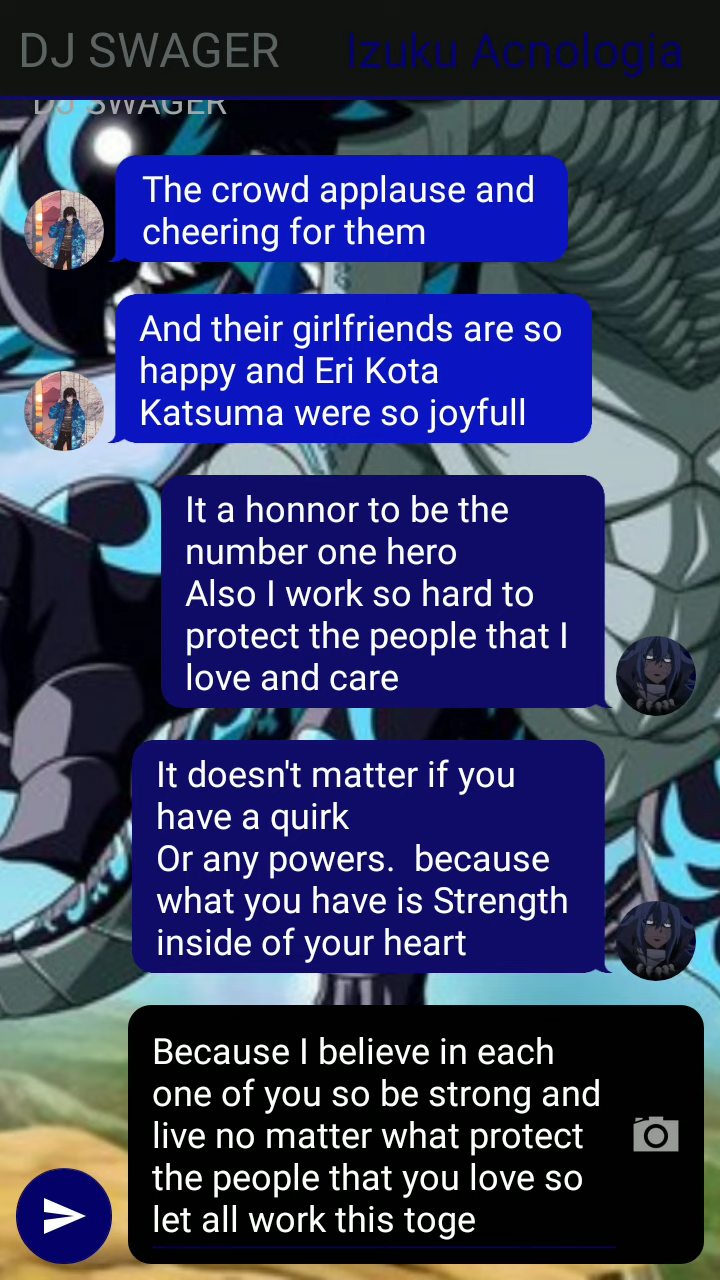 DJ SWAGER
Izuku Acnologia
DJ SWAGER
The crowd applause and
cheering for them
And their girlfriends are so
happy and Eri Kota
Katsuma were so joyfull
It a honnor to be the
number one hero
Also I work so hard to
protect the people that I
love and care
It doesn't matter if you
have a quirk
Or any powers.  because
what you have is Strength
inside of your heart
Because I believe in each
one of you so be strong and
live no matter what protect
the people that you love so
let all work this toge